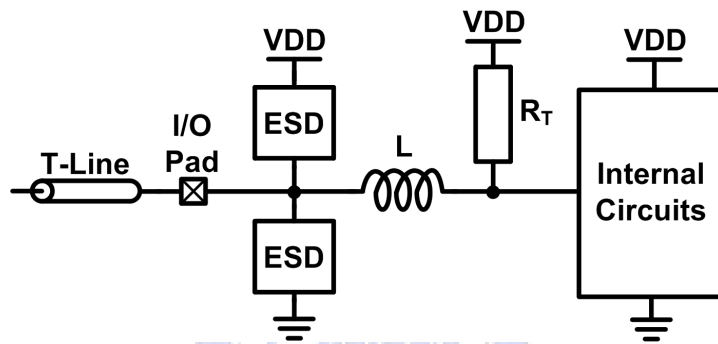 VDD
VDD
VDD
ESD
I/O
Pad
R_T
T-Line
L
Internal
Circuits
ESD